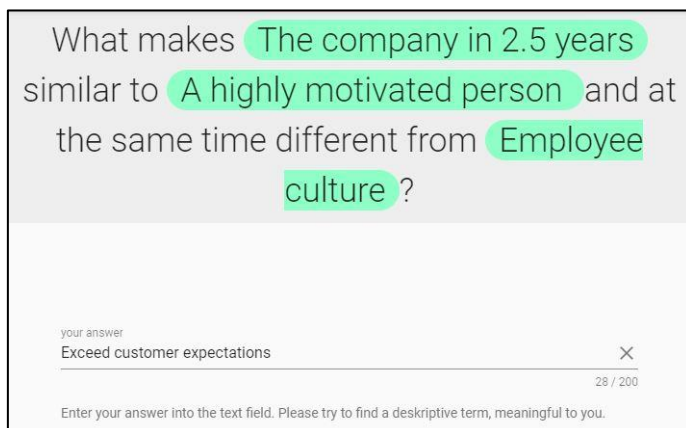 What makes The company in 2.5 years
similar to A highly motivated person and at
the same time different from Employee
culture ?
your answer
Exceed customer expectations
28 / 200
Enter your answer into the text field. Please try to find a deskriptive term, meaningful to you.